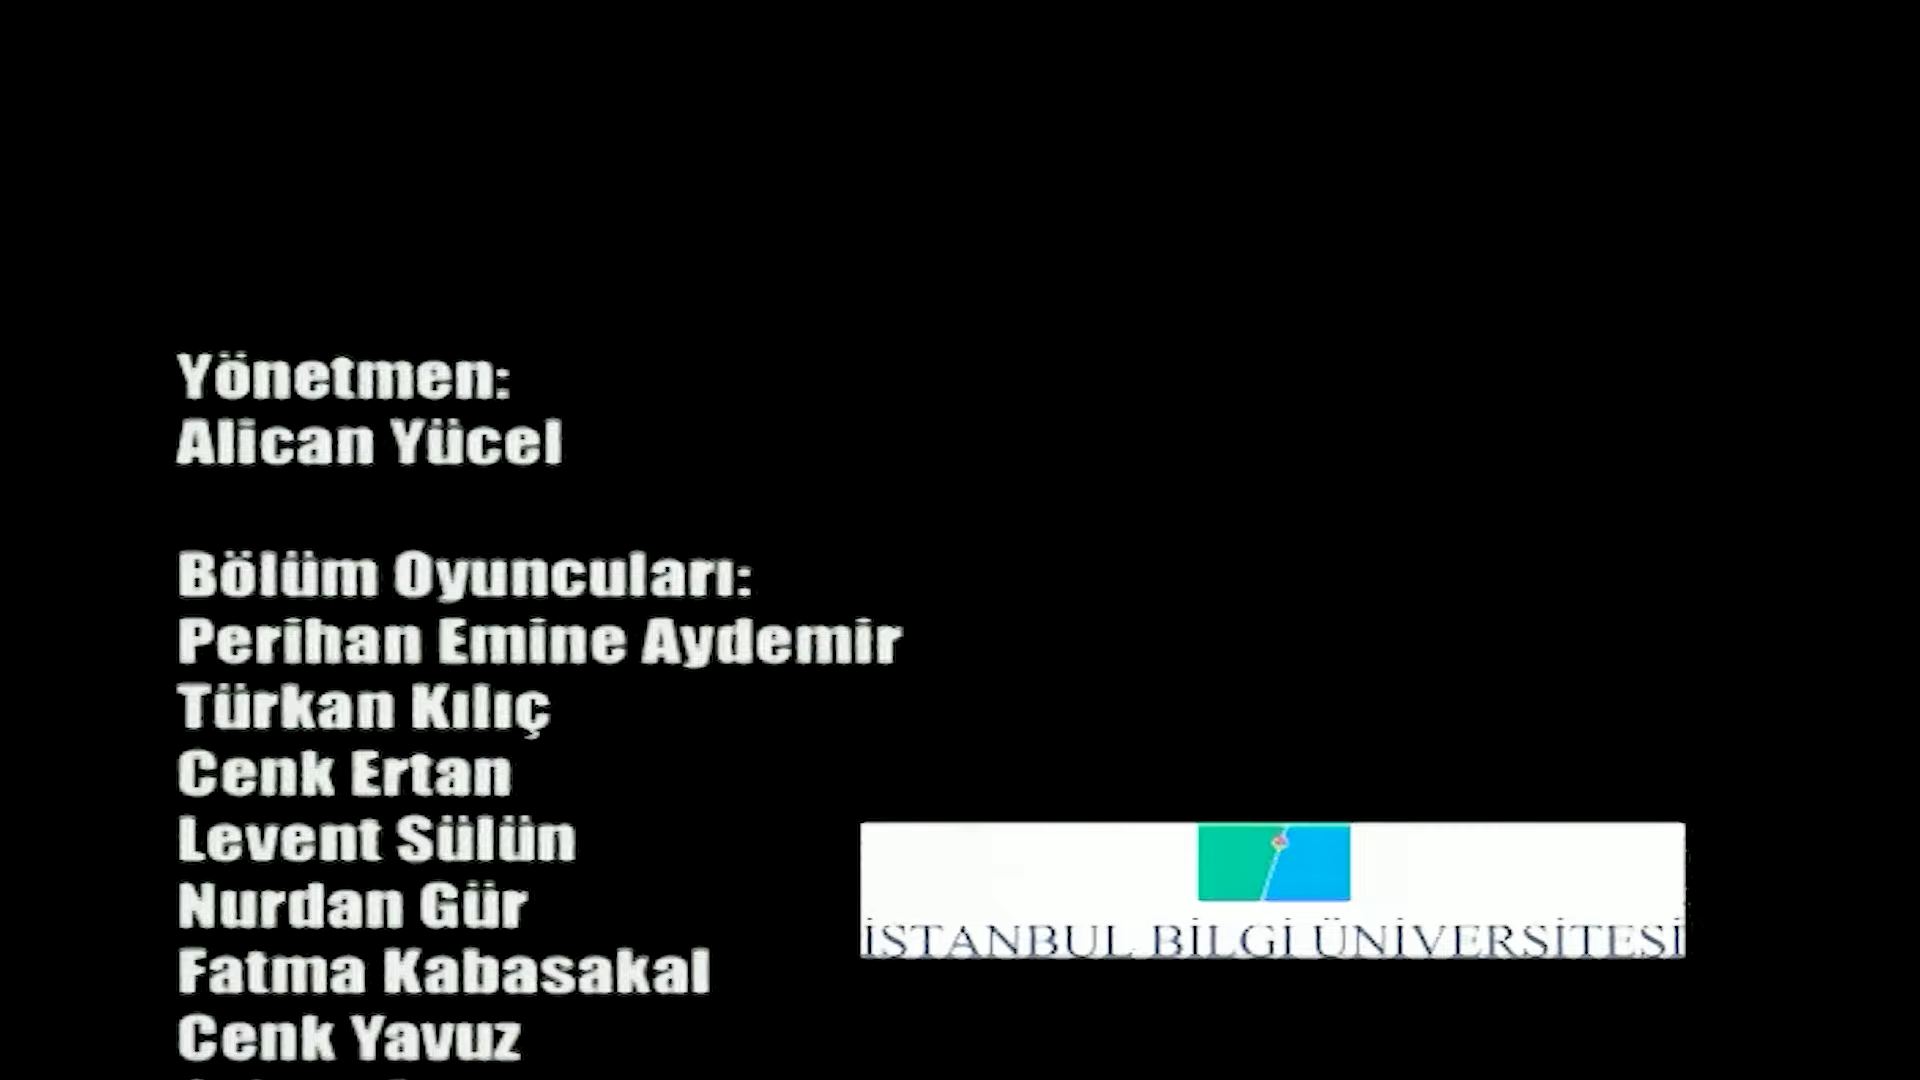 Yönetmen:
Alican Yücel
Bölüm Oyuncuları:
Perihan Emine Aydemir
Türkan Kılıç
Cenk Ertan
Levent Sülün
Nurdan Gür
Fatma Kabasakal
Cenk Yavuz
İSTANBUL BİLGİ ÜNİVERSİTESİ